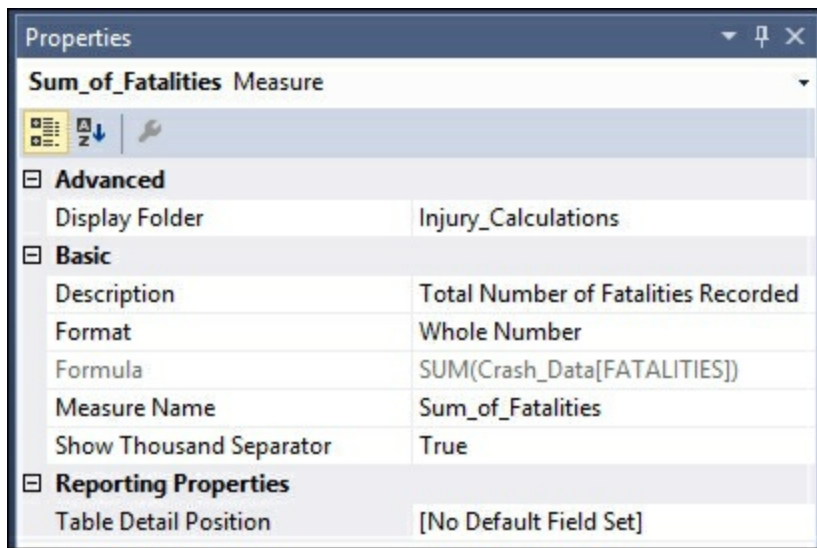 Properties
Sum_of_Fatalities Measure
Advanced
Display Folder Injury_Calculations
Basic
Description Total Number of Fatalities Recorded
Format Whole Number
Formula SUM(Crash_Data[FATALITIES])
Measure Name Sum_of_Fatalities
Show Thousand Separator True
Reporting Properties
Table Detail Position [No Default Field Set]